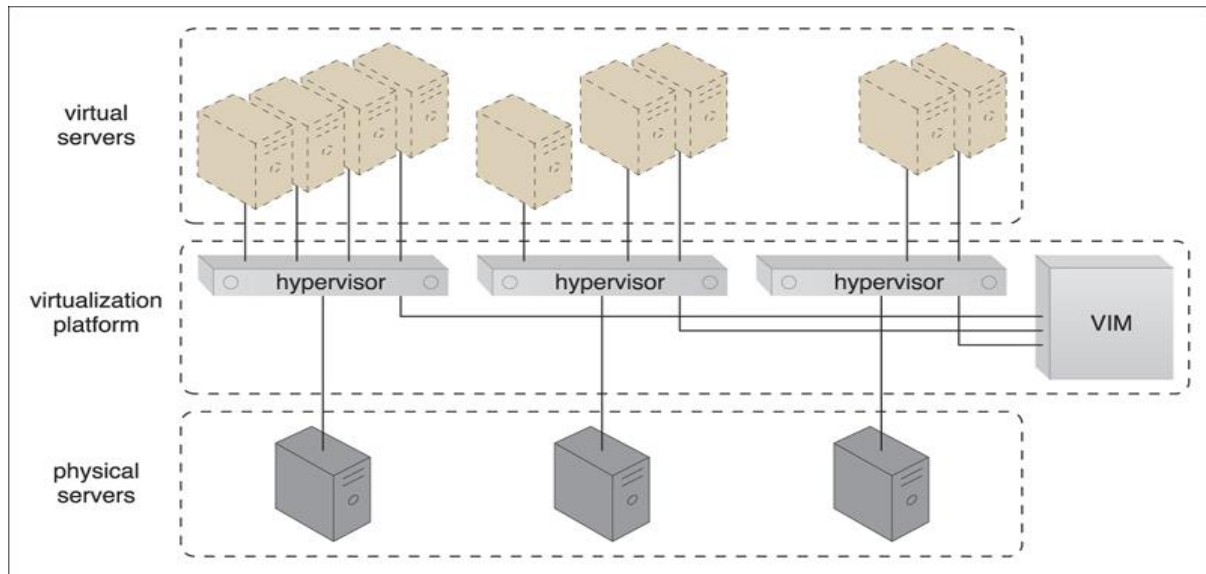 virtual
servers
hypervisor
hypervisor
hypervisor
virtualization
platform
VIM
physical
servers